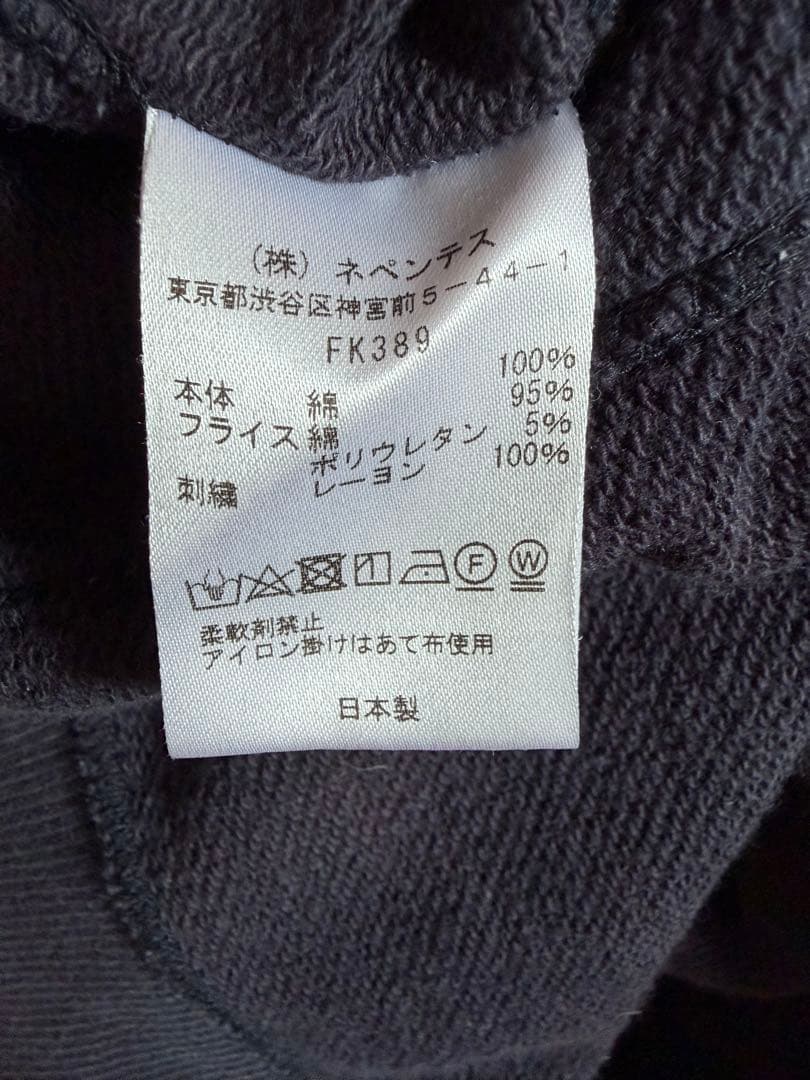 （株）ネペンテス
東京都渋谷区神宮前5-44-1
FK389
本体 綿 100%
フライス 綿 95%
ポリウレタン 5%
刺繍 レーヨン 100%
F W
柔軟剤禁止
アイロン掛けはあて布使用
日本製